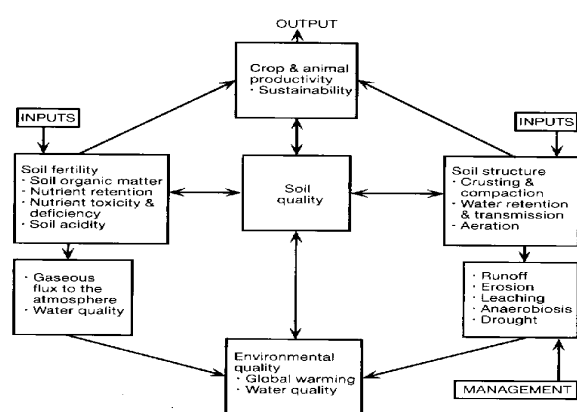 OUTPUT
Crop & animal
productivity
· Sustainability
INPUTS
INPUTS
Soil fertility
· Soil organic matter
· Nutrient retention
· Nutrient toxicity &
deficiency
· Soil acidity
Soil
quality
Soil structure
· Crusting &
compaction
· Water retention
& transmission
· Aeration
· Gaseous
flux to the
atmosphere
· Water quality
· Runoff
· Erosion
· Leaching
· Anaerobiosis
· Drought
Environmental
quality
· Global warming
· Water quality
MANAGEMENT